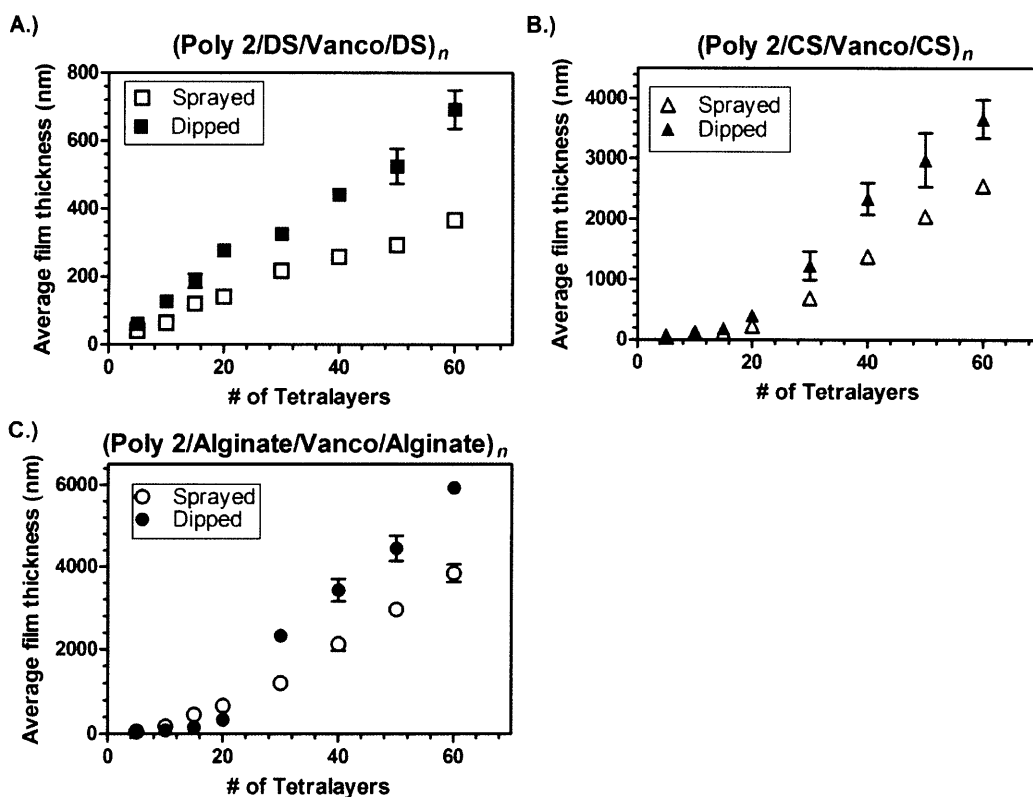 A.)
(Poly 2/DS/Vanco/DS)n
Average film thickness (nm)
800
600
400
200
0
Sprayed
Dipped
0 20 40 60
# of Tetralayers
B.)
(Poly 2/CS/Vanco/CS)n
Average film thickness (nm)
4000
3000
2000
1000
0
Sprayed
Dipped
0 20 40 60
# of Tetralayers
C.)
(Poly 2/Alginate/Vanco/Alginate)n
Average film thickness (nm)
6000
4000
2000
0
Sprayed
Dipped
0 20 40 60
# of Tetralayers